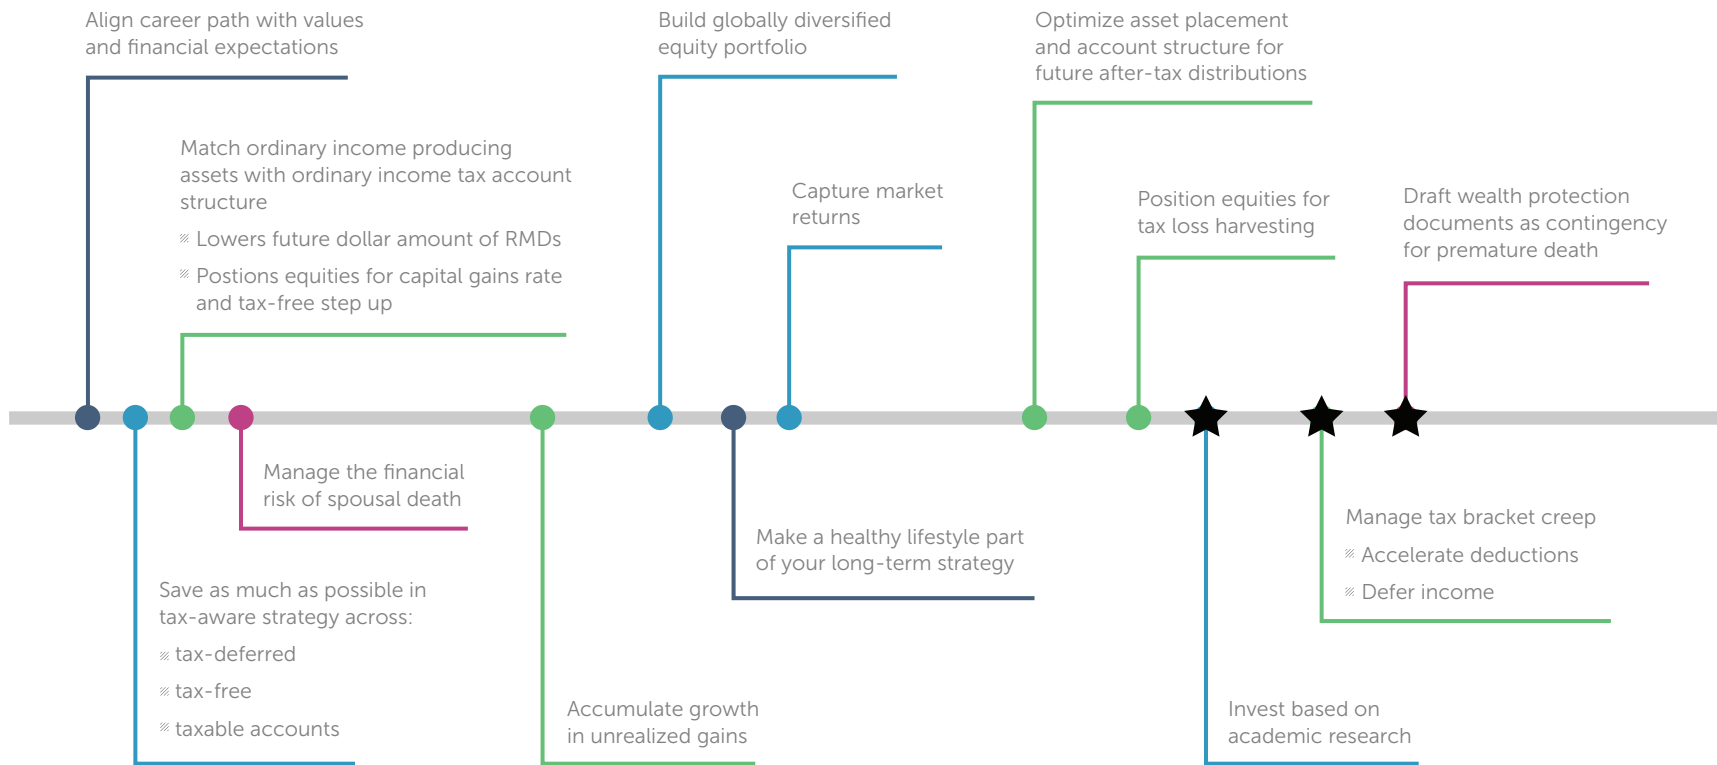 Align career path with values
and financial expectations
Match ordinary income producing
assets with ordinary income tax account
structure
Lowers future dollar amount of RMDs
Postions equities for capital gains rate
and tax-free step up
Build globally diversified
equity portfolio
Capture market
returns
Optimize asset placement
and account structure for
future after-tax distributions
Position equities for
tax loss harvesting
Draft wealth protection
documents as contingency
for premature death
Save as much as possible in
tax-aware strategy across:
tax-deferred
tax-free
taxable accounts
Manage the financial
risk of spousal death
Accumulate growth
in unrealized gains
Make a healthy lifestyle part
of your long-term strategy
Invest based on
academic research
Manage tax bracket creep
Accelerate deductions
Defer income